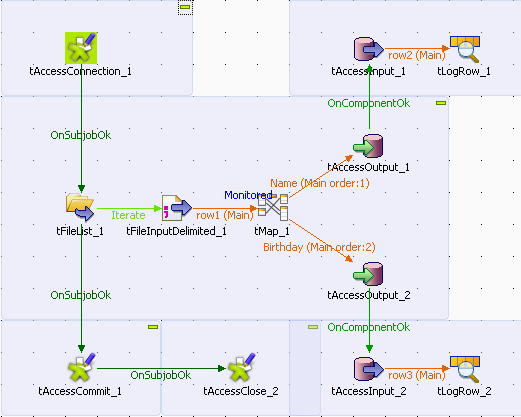 tAccessConnection_1
row2 (Main)
tAccessInput_1
tLogRow_1
OnComponentOk
OnSubjobOk
tAccessOutput_1
Name (Main order:1)
Monitored
Iterate
row1 (Main)
tFileList_1
tFileInputDelimited_1
tMap_1
Birthday (Main order:2)
OnSubjobOk
tAccessOutput_2
OnComponentOk
OnSubjobOk
row3 (Main)
tAccessCommit_1
tAccessClose_2
tAccessInput_2
tLogRow_2